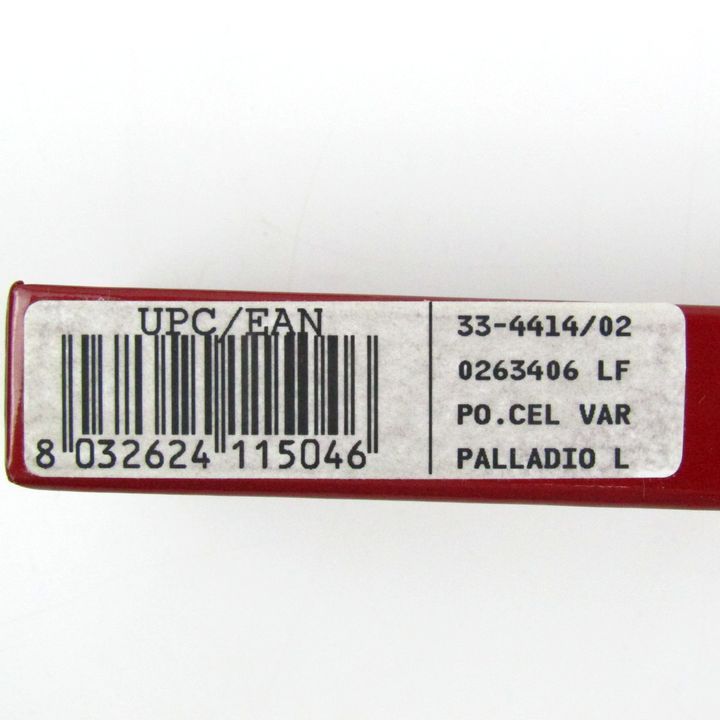 UPC/EAN
8 032624 115046
33-4414/02
0263406 LF
PO.CEL VAR
PALLADIO L